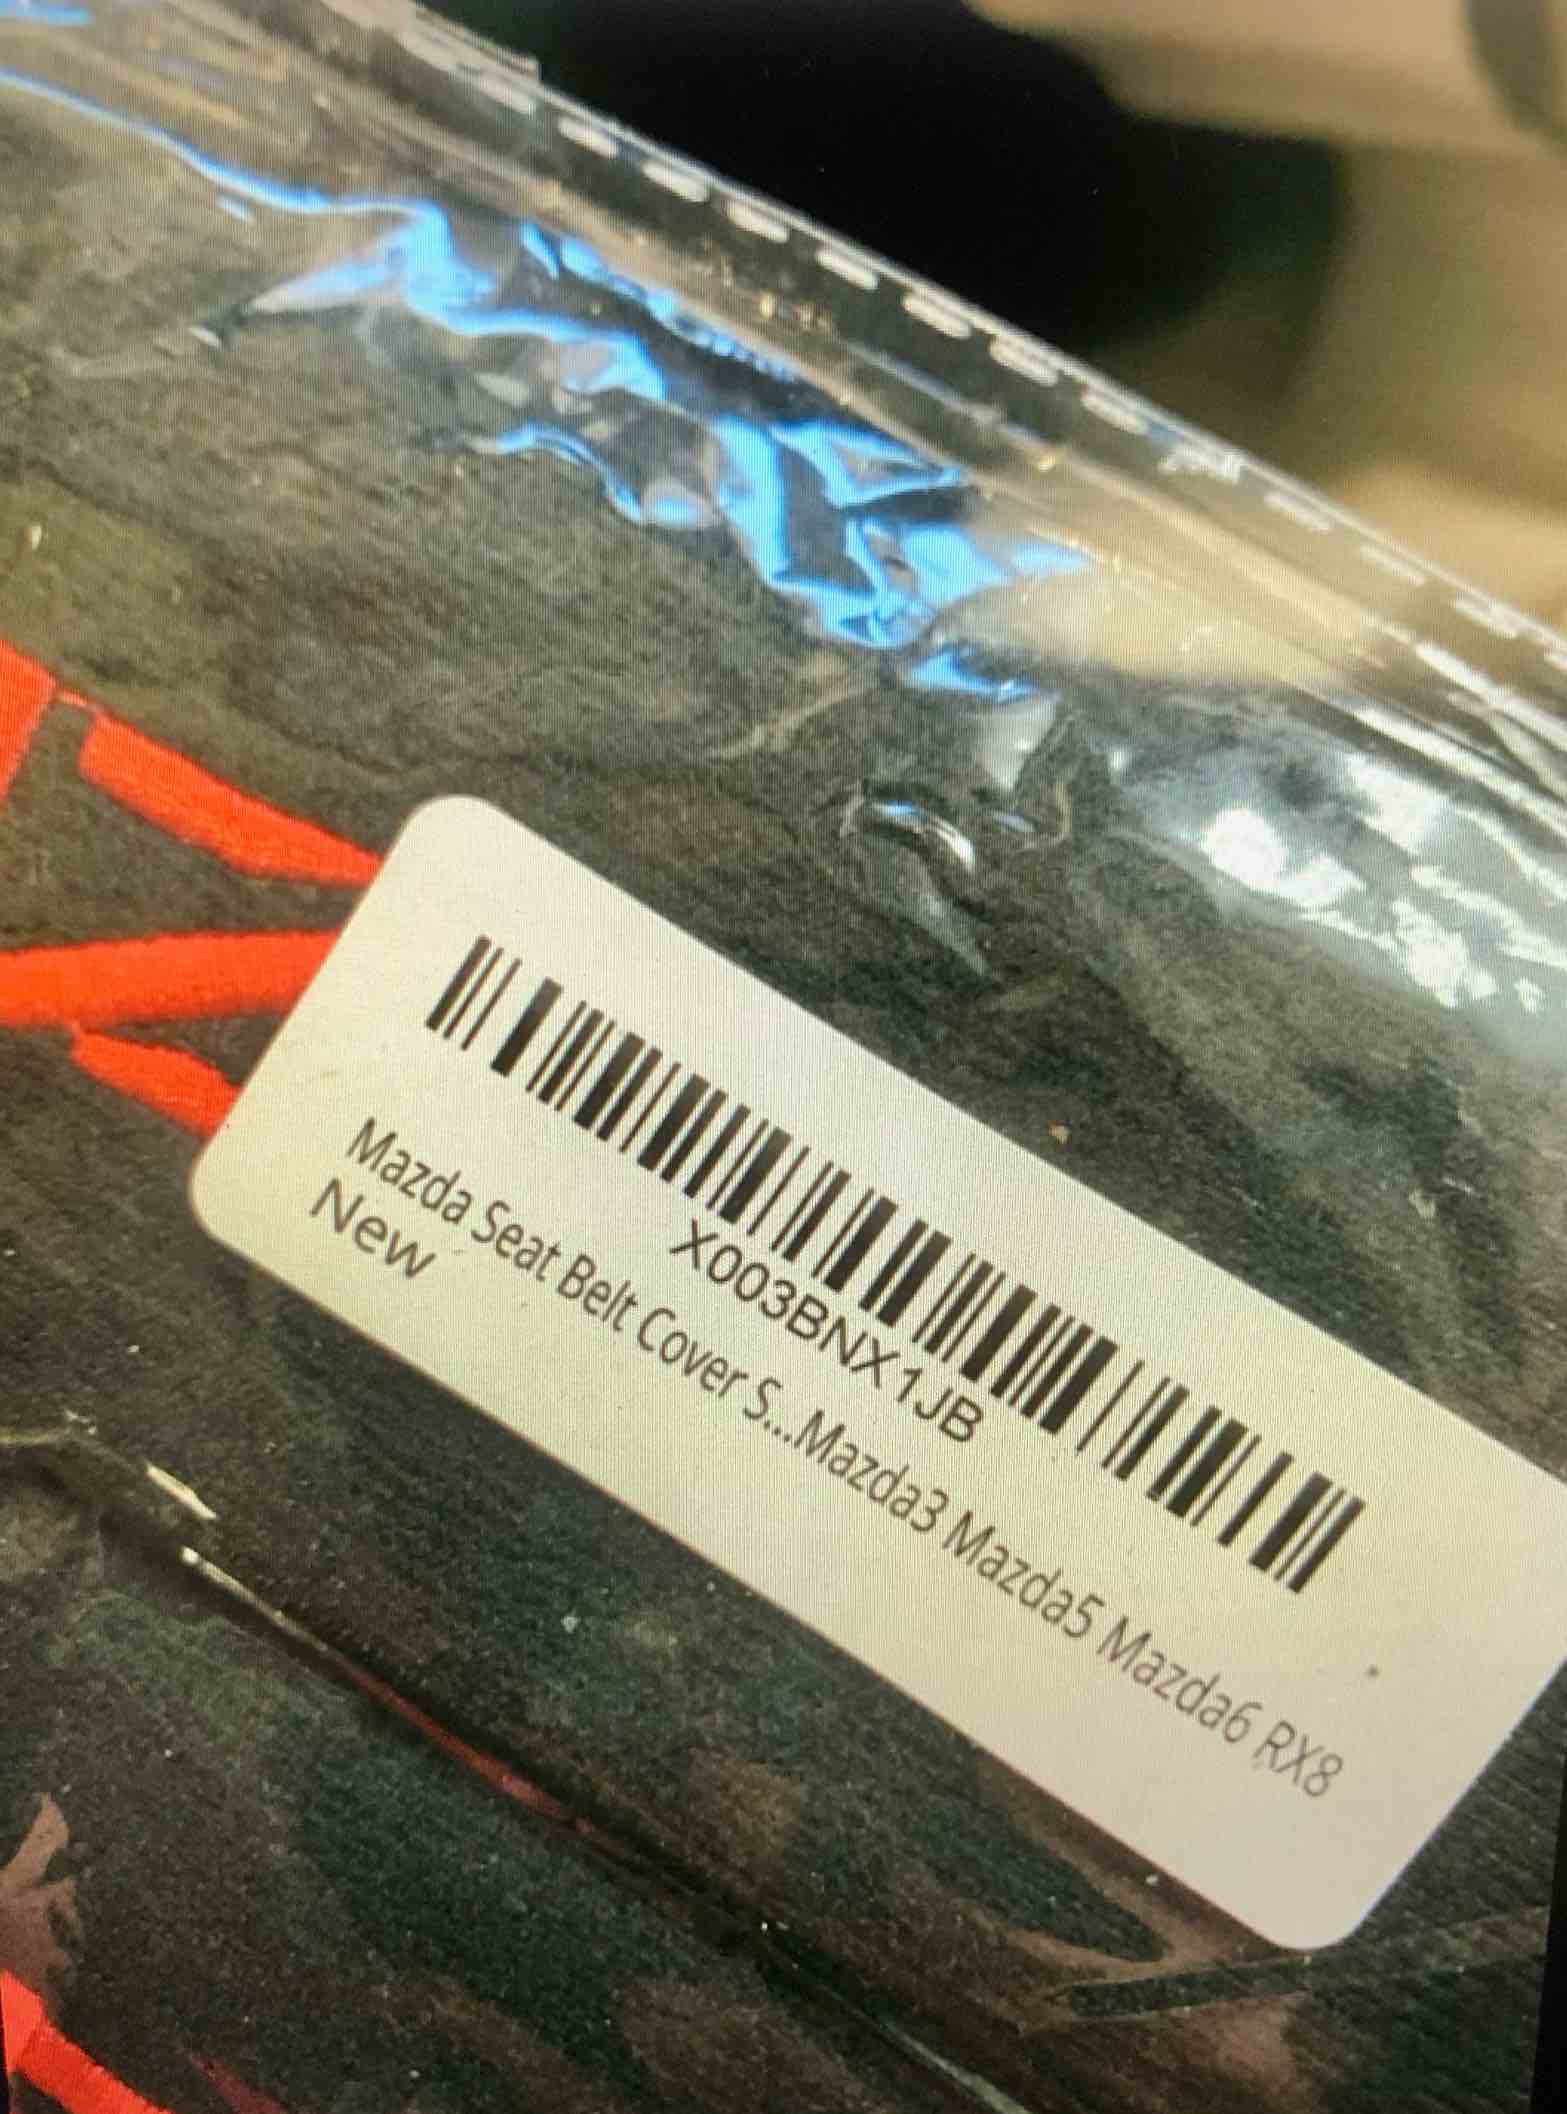 X003BNX1JB
Mazda Seat Belt Cover S...Mazda3 Mazda5 Mazda6 RX8
New